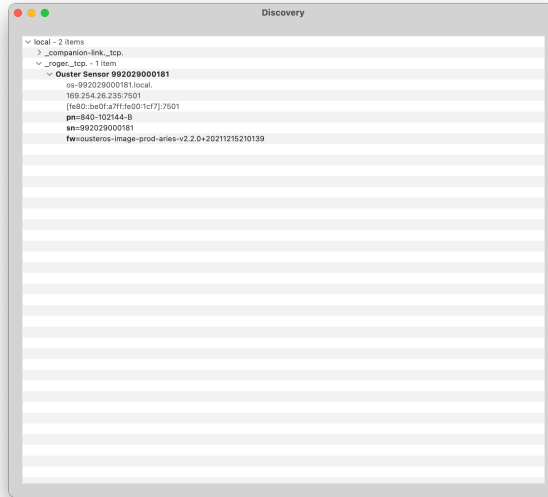 Discovery
local - 2 items
_companion-link._tcp.
_roger._tcp. - 1 item
Ouster Sensor 992029000181
os-992029000181.local.
169.254.26.235:7501
[fe80::be0f:a7ff:fe00:1cf7]:7501
pn=840-102144-B
sn=992029000181
fw=ousteros-image-prod-aries-v2.2.0+20211215210139